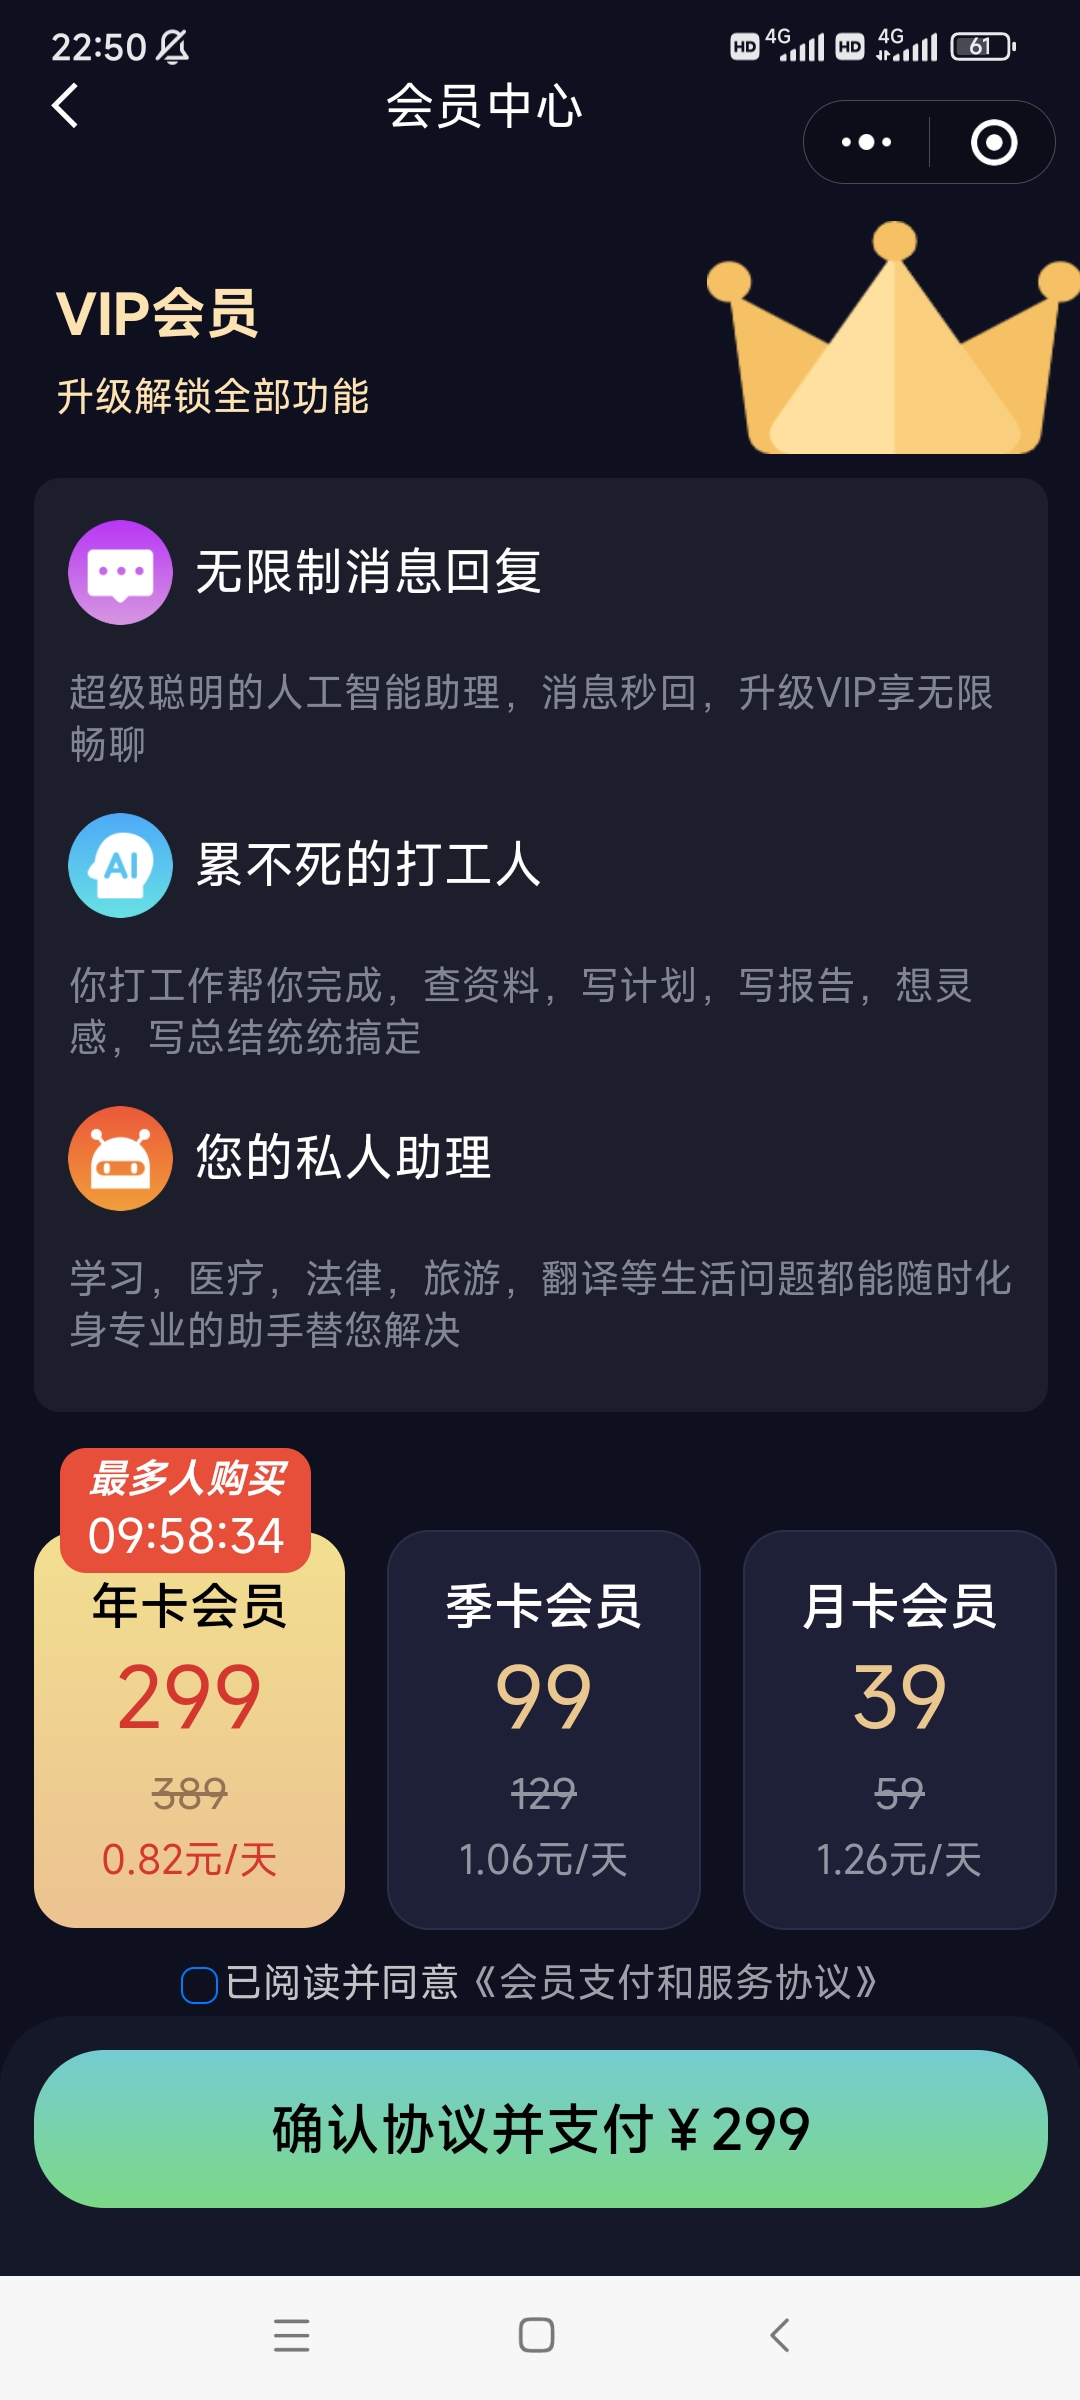 22:50
HD 4G HD 4G 61
会员中心
VIP会员
升级解锁全部功能
无限制消息回复
超级聪明的人工智能助理，消息秒回，升级VIP享无限
畅聊
AI
累不死的打工人
你打工作帮你完成，查资料，写计划，写报告，想灵
感，写总结统统搞定
您的私人助理
学习，医疗，法律，旅游，翻译等生活问题都能随时化
身专业的助手替您解决
最多人购买
09:58:34
年卡会员
299
389
0.82元/天
季卡会员
99
129
1.06元/天
月卡会员
39
59
1.26元/天
已阅读并同意《会员支付和服务协议》
确认协议并支付￥299